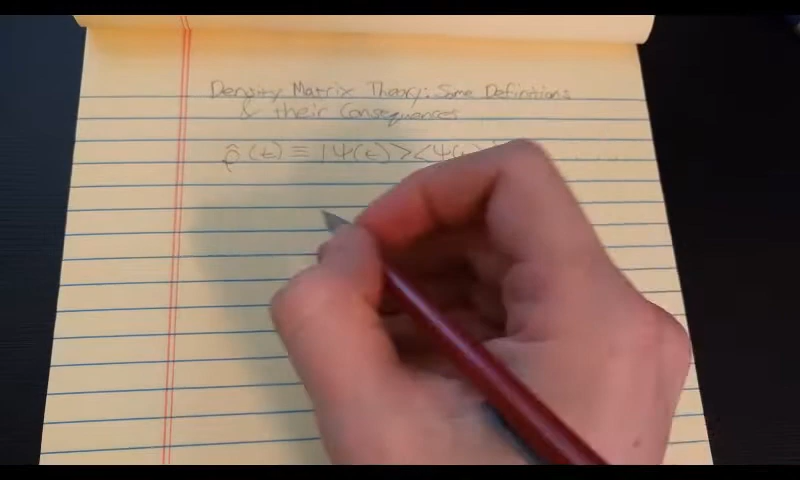 Density Matrix Theory: Some Definitions
& their Consequences
ρ̂(t) ≡ |Ψ(t)><Ψ(